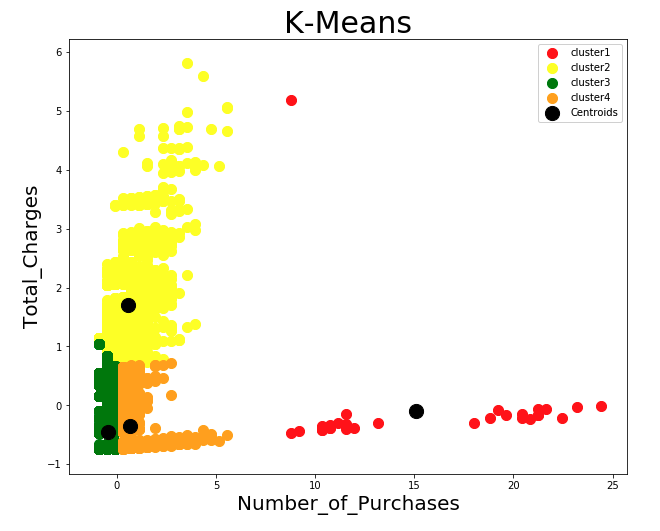 K-Means
cluster1
cluster2
cluster3
cluster4
Centroids
Total_Charges
6
5
4
3
2
1
0
−1
0
5
10
15
20
25
Number_of_Purchases